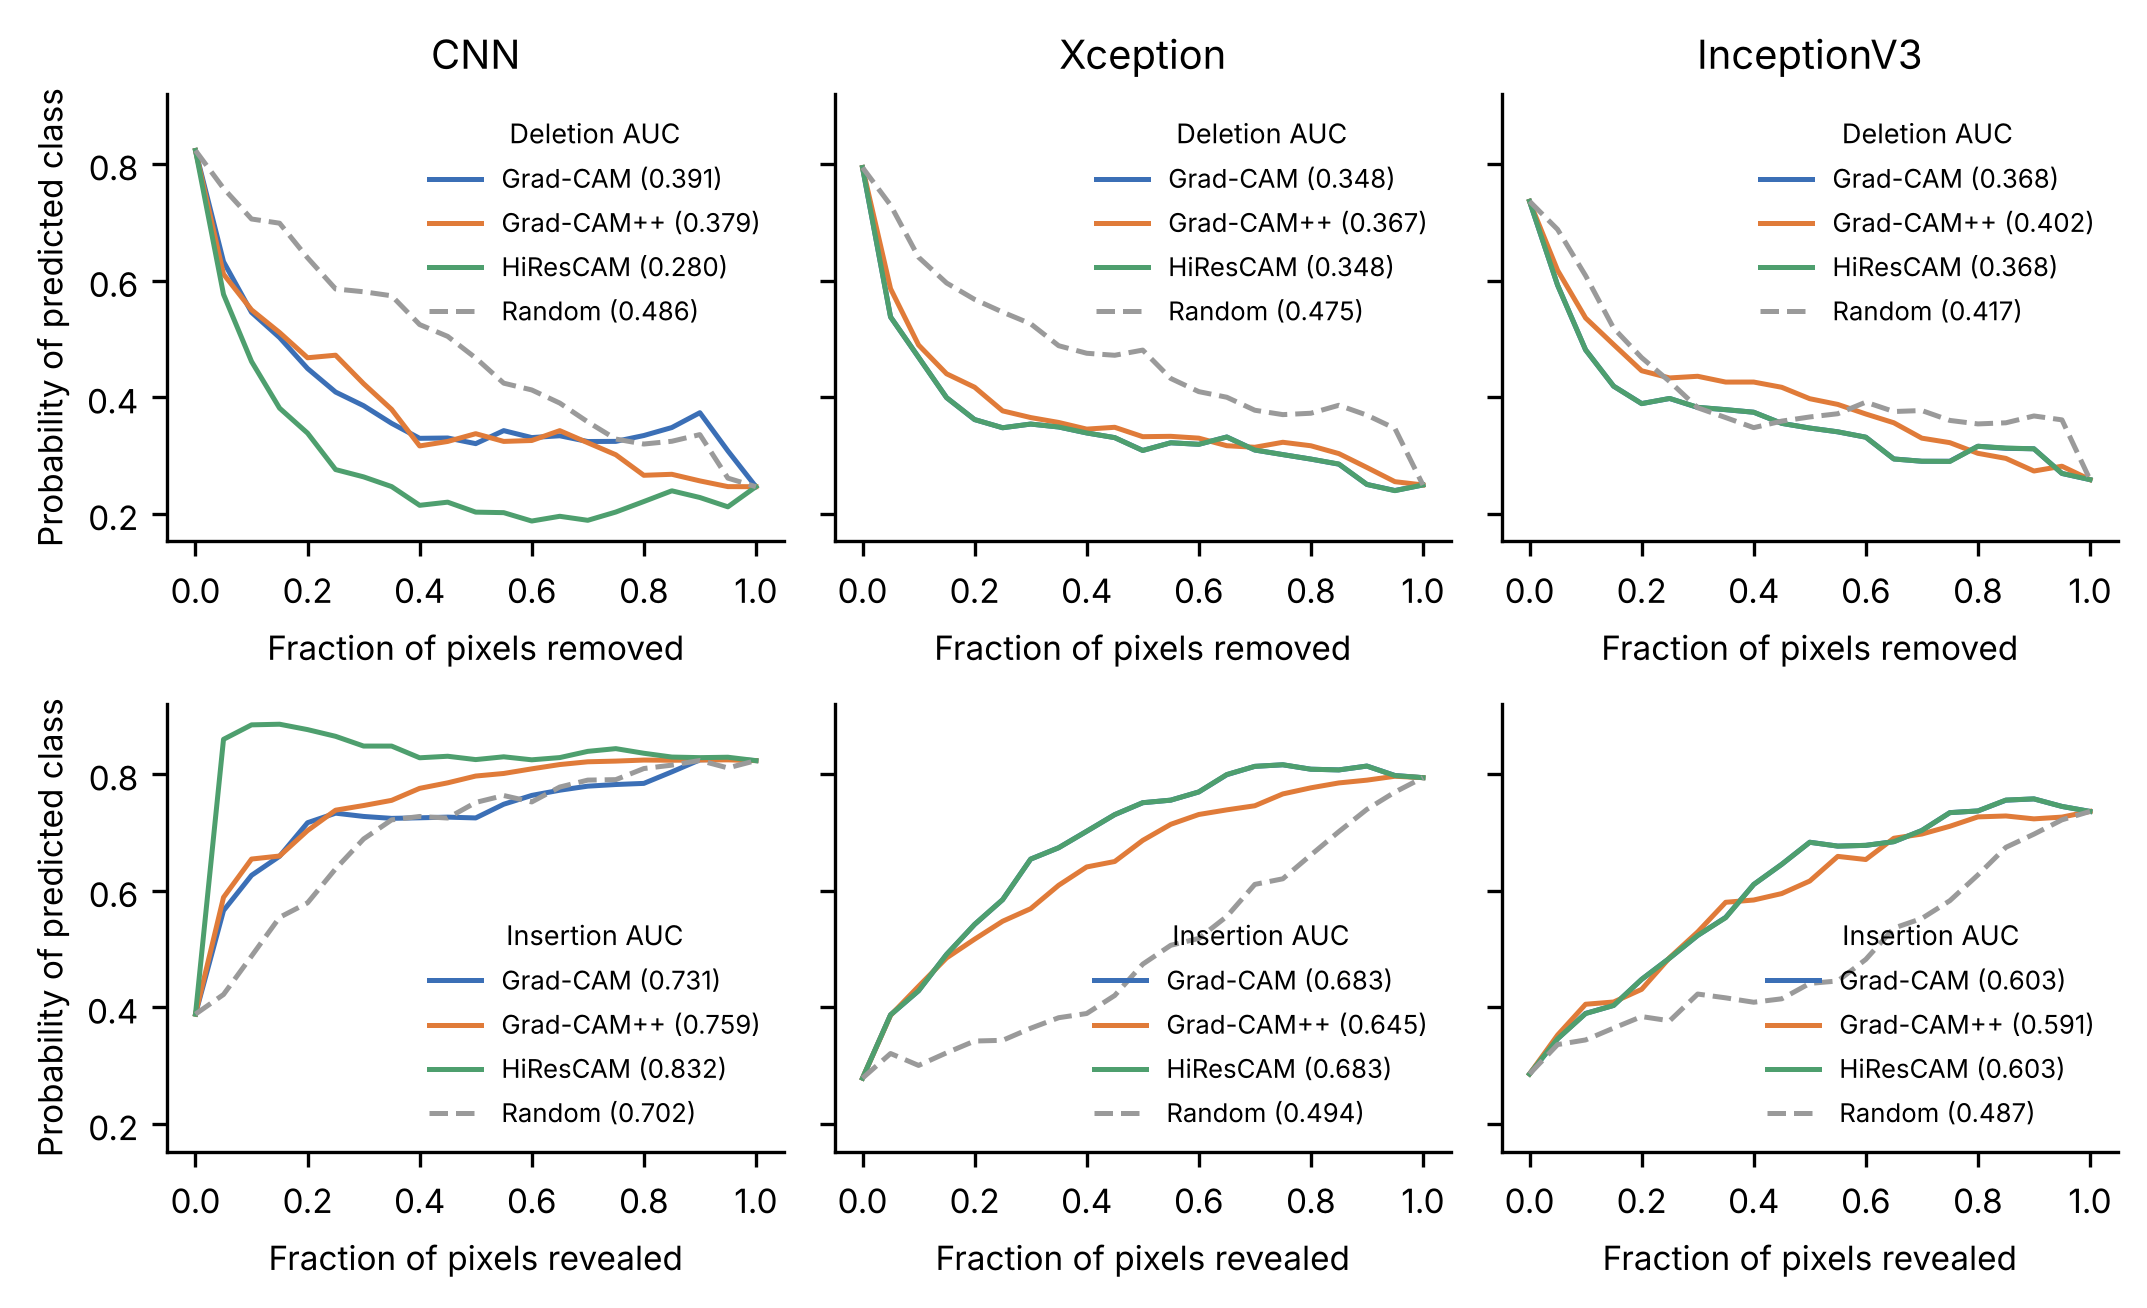 CNN
Xception
InceptionV3
Probability of predicted class
0.8
0.6
0.4
0.2
Deletion AUC
Grad-CAM (0.391)
Grad-CAM++ (0.379)
HiResCAM (0.280)
Random (0.486)
Deletion AUC
Grad-CAM (0.348)
Grad-CAM++ (0.367)
HiResCAM (0.348)
Random (0.475)
Deletion AUC
Grad-CAM (0.368)
Grad-CAM++ (0.402)
HiResCAM (0.368)
Random (0.417)
0.0 0.2 0.4 0.6 0.8 1.0
0.0 0.2 0.4 0.6 0.8 1.0
0.0 0.2 0.4 0.6 0.8 1.0
Fraction of pixels removed
Fraction of pixels removed
Fraction of pixels removed
Probability of predicted class
0.8
0.6
0.4
0.2
Insertion AUC
Grad-CAM (0.731)
Grad-CAM++ (0.759)
HiResCAM (0.832)
Random (0.702)
Insertion AUC
Grad-CAM (0.683)
Grad-CAM++ (0.645)
HiResCAM (0.683)
Random (0.494)
Insertion AUC
Grad-CAM (0.603)
Grad-CAM++ (0.591)
HiResCAM (0.603)
Random (0.487)
0.0 0.2 0.4 0.6 0.8 1.0
0.0 0.2 0.4 0.6 0.8 1.0
0.0 0.2 0.4 0.6 0.8 1.0
Fraction of pixels revealed
Fraction of pixels revealed
Fraction of pixels revealed